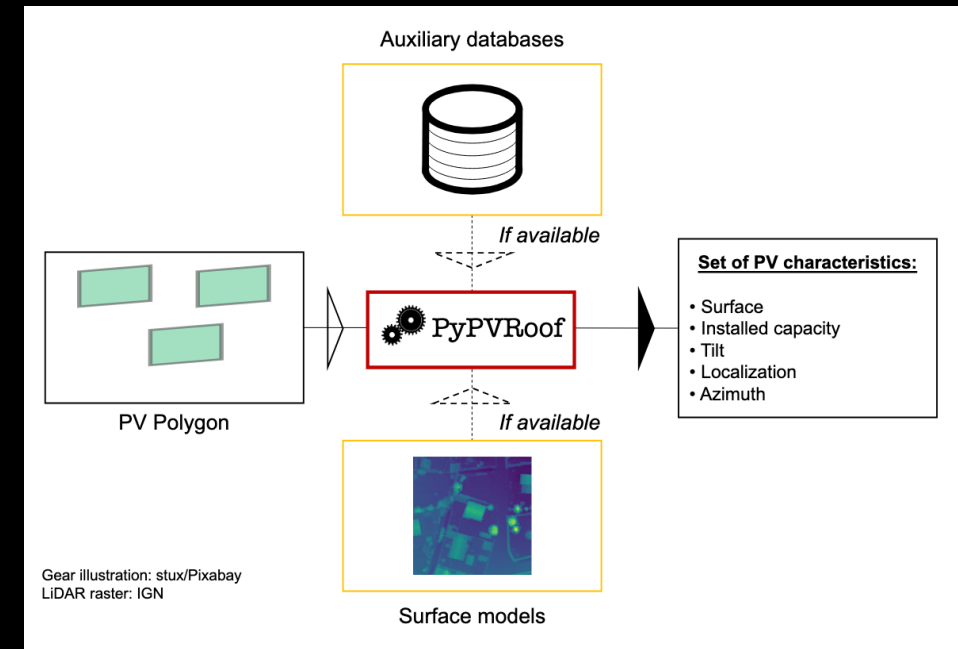 Auxiliary databases
If available
PV Polygon
PyPVRoof
Set of PV characteristics:
• Surface
• Installed capacity
• Tilt
• Localization
• Azimuth
If available
Surface models
Gear illustration: stux/Pixabay
LiDAR raster: IGN